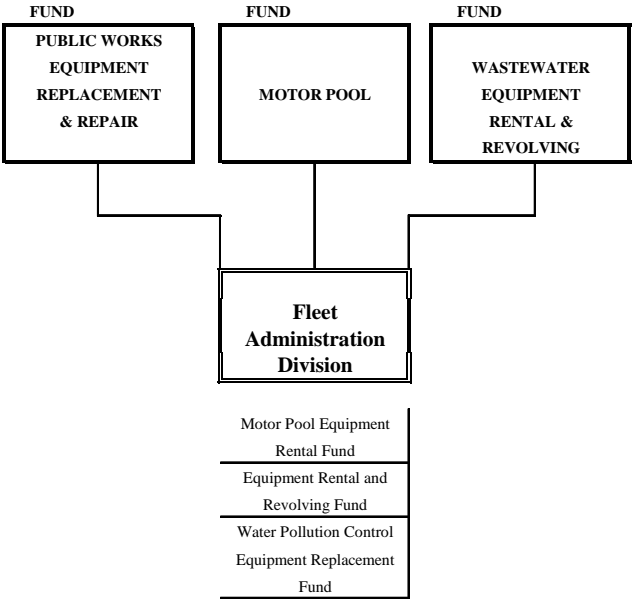 FUND
PUBLIC WORKS
EQUIPMENT
REPLACEMENT
& REPAIR
FUND
MOTOR POOL
FUND
WASTEWATER
EQUIPMENT
RENTAL &
REVOLVING
Fleet
Administration
Division
Motor Pool Equipment
Rental Fund
Equipment Rental and
Revolving Fund
Water Pollution Control
Equipment Replacement
Fund